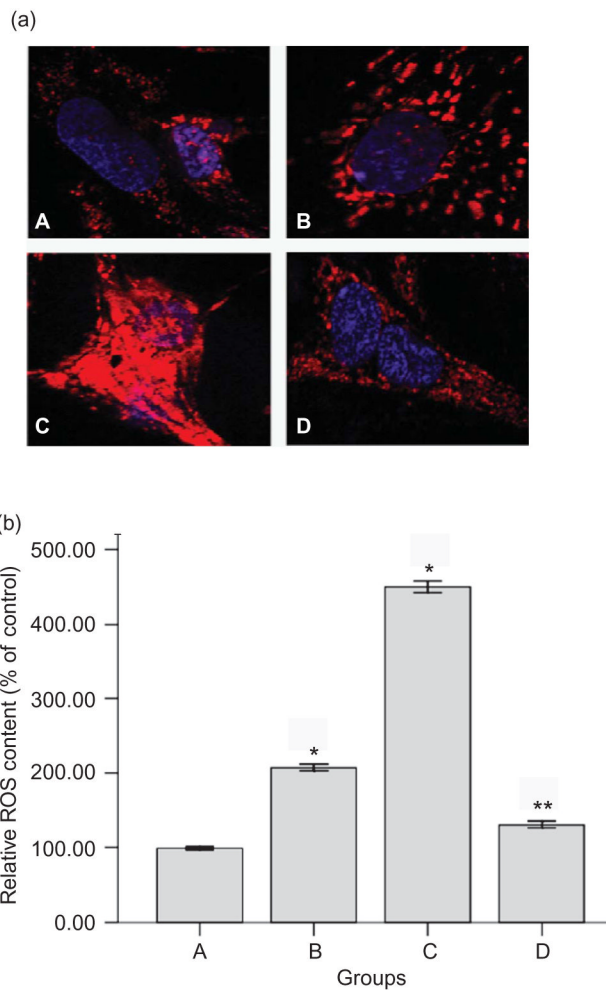 (a)
A
B
C
D
(b)
Relative ROS content (% of control)
500.00
400.00
300.00
200.00
100.00
0.00
*
*
**
A B C D
Groups